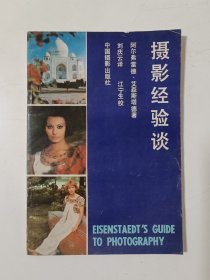 摄影经验谈
阿尔弗雷德·艾森斯塔德著
刘庆云译 江宁生校
中国摄影出版社
EISENSTAEDT'S GUIDE
TO PHOTOGRAPHY